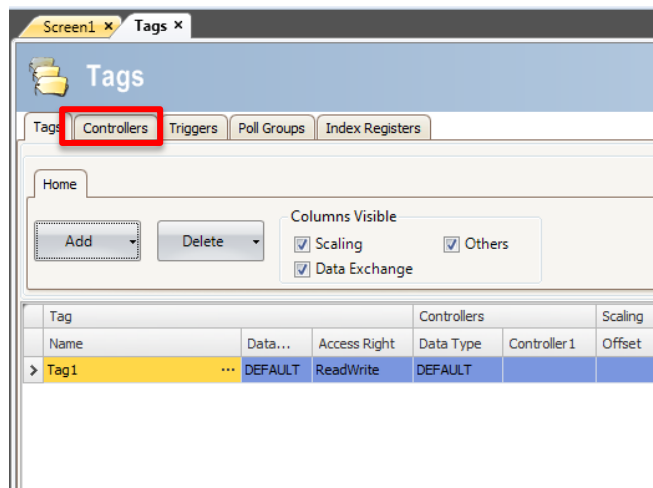 Screen1 × Tags ×
Tags
Tags Controllers Triggers Poll Groups Index Registers
Home
Columns Visible
Add Delete Scaling Others
Data Exchange
Tag Controllers Scaling
Name Data... Access Right Data Type Controller1 Offset
Tag1 ... DEFAULT ReadWrite DEFAULT